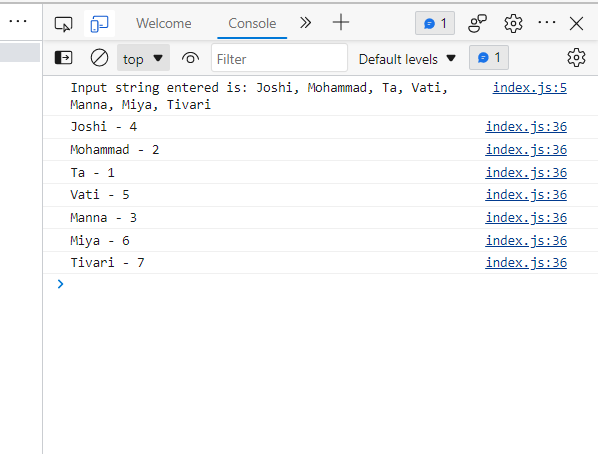 Welcome
Console
1
top
Filter
Default levels
1
Input string entered is: Joshi, Mohammad, Ta, Vati, index.js:5
Manna, Miya, Tivari
Joshi - 4 index.js:36
Mohammad - 2 index.js:36
Ta - 1 index.js:36
Vati - 5 index.js:36
Manna - 3 index.js:36
Miya - 6 index.js:36
Tivari - 7 index.js:36